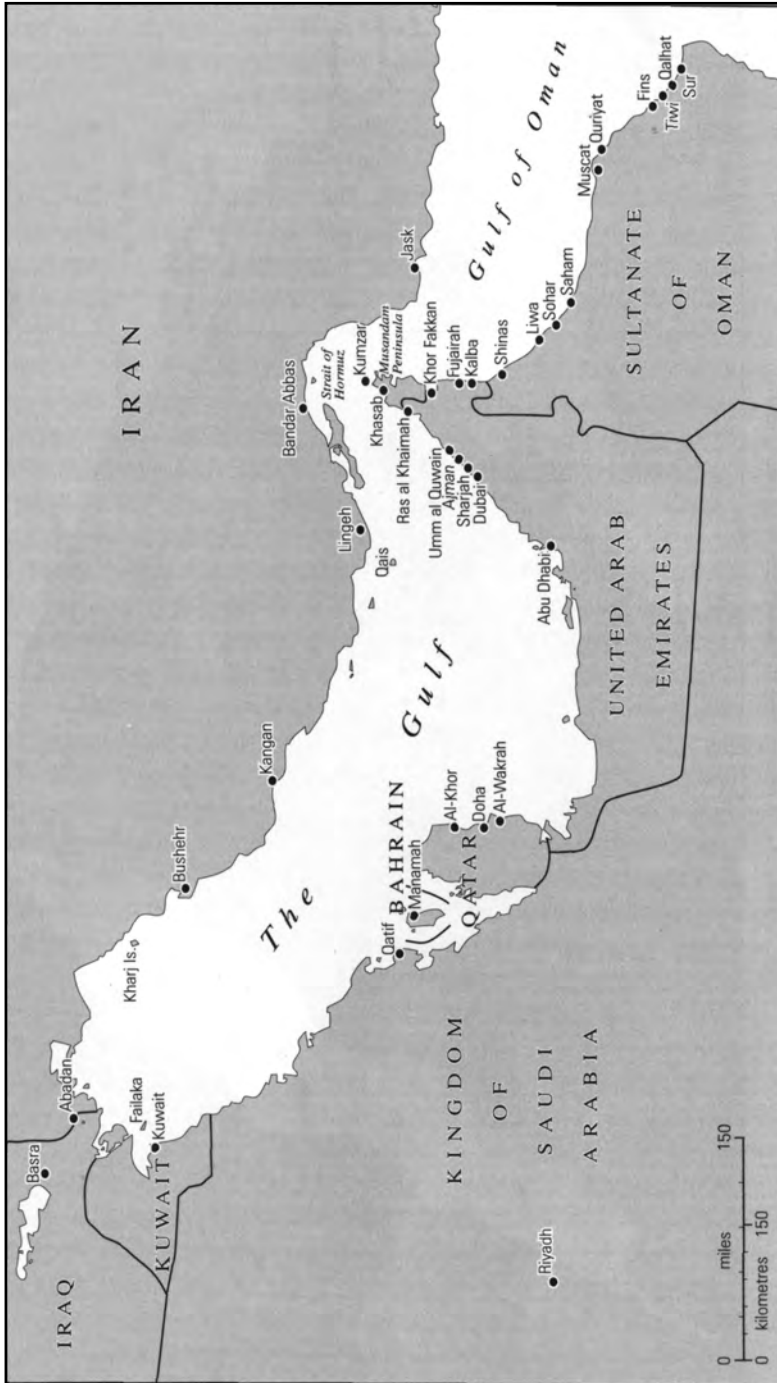 IRAQ
Basra
Abadan
KUWAIT
Failaka
Kuwait
Kharj Is.
Bushehr
Kangan
IRAN
Lingeh
Qais
Bandar Abbas
Strait of
Hormuz
Kumzar
Musandam
Peninsula
Khasab
Jask
The Gulf
Gulf of Oman
Qatif
BAHRAIN
Manamah
QATAR
Al-Khor
Doha
Al-Wakrah
Ras al Khaimah
Umm al Quwain
Ajman
Sharjah
Dubai
Abu Dhabi
Khor Fakkan
Fujairah
Kalba
Shinas
Liwa
Sohar
Saham
Muscat
Quriyat
Fins
Tiwi
Qalhat
Sur
KINGDOM
OF
SAUDI
ARABIA
Riyadh
UNITED ARAB
EMIRATES
SULTANATE
OF
OMAN
0 miles 150
0 kilometres 150